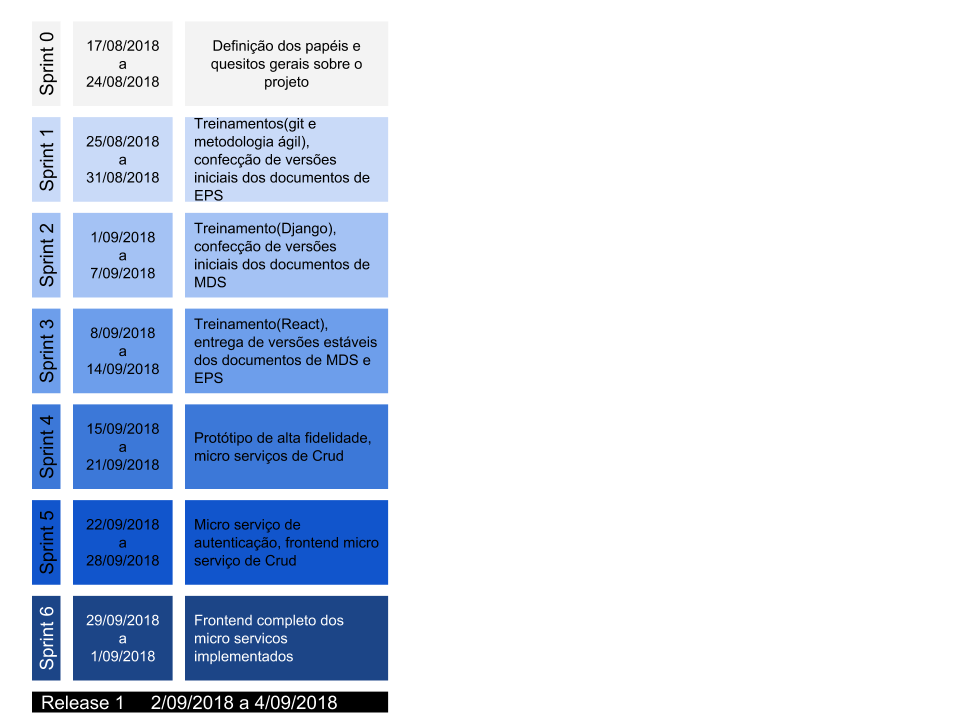 Sprint 0
17/08/2018
a
24/08/2018
Definição dos papéis e
quesitos gerais sobre o
projeto
Sprint 1
25/08/2018
a
31/08/2018
Treinamentos(git e
metodologia ágil),
confecção de versões
iniciais dos documentos de
EPS
Sprint 2
1/09/2018
a
7/09/2018
Treinamento(Django),
confecção de versões
iniciais dos documentos de
MDS
Sprint 3
8/09/2018
a
14/09/2018
Treinamento(React),
entrega de versões estáveis
dos documentos de MDS e
EPS
Sprint 4
15/09/2018
a
21/09/2018
Protótipo de alta fidelidade,
micro serviços de Crud
Sprint 5
22/09/2018
a
28/09/2018
Micro serviço de
autenticação, frontend micro
serviço de Crud
Sprint 6
29/09/2018
a
1/09/2018
Frontend completo dos
micro servicos
implementados
Release 1 2/09/2018 a 4/09/2018